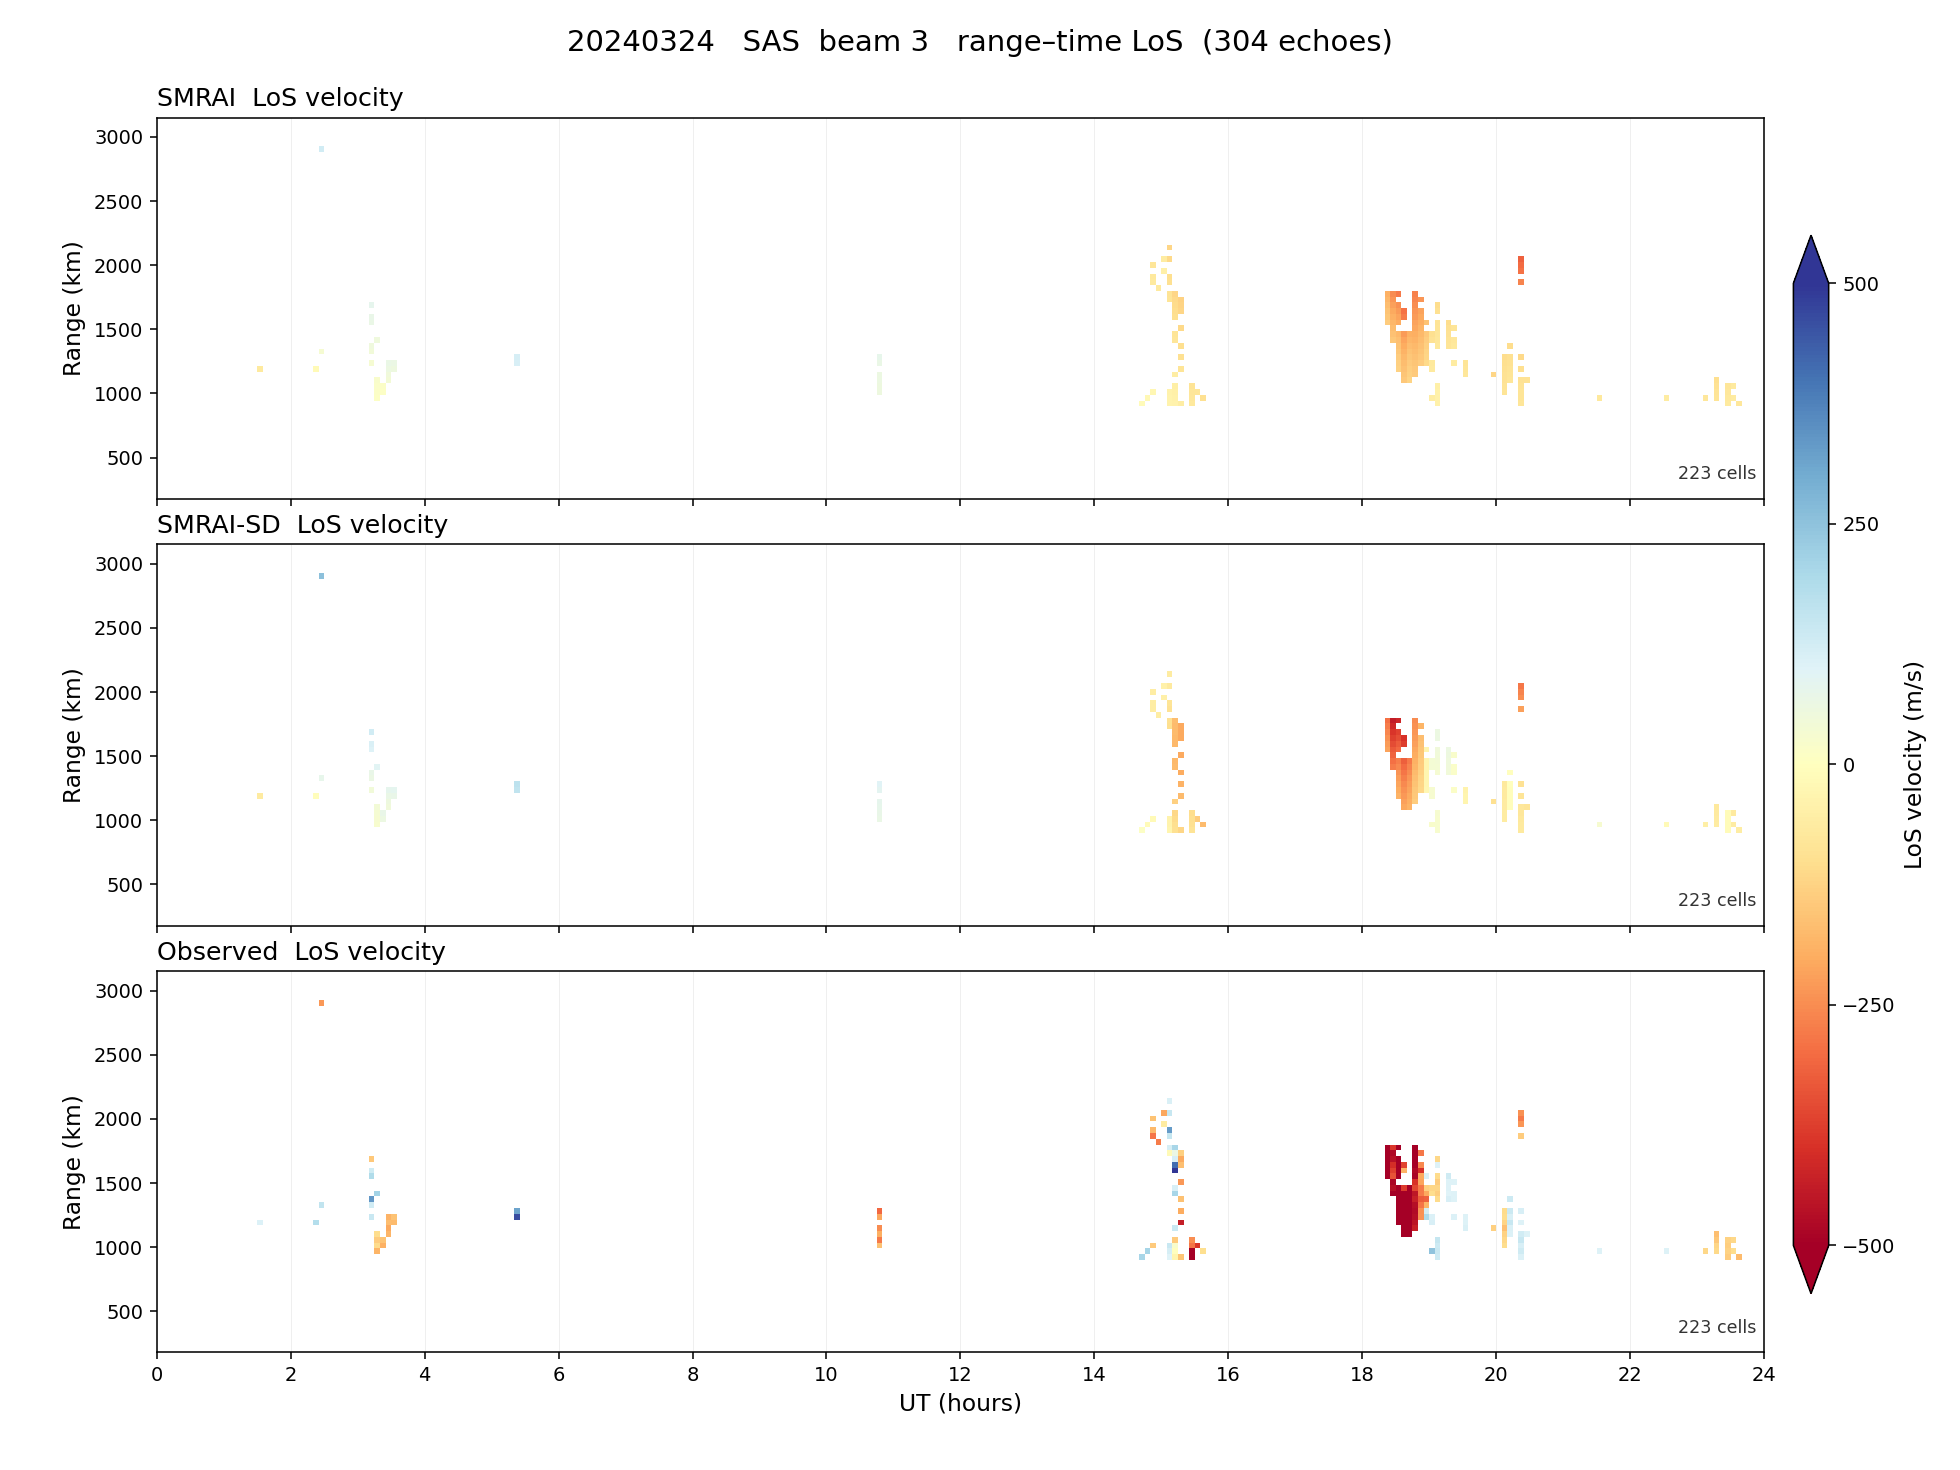 20240324   SAS  beam 3   range–time LoS  (304 echoes)
SMRAI  LoS velocity
3000
2500
2000
1500
1000
500
Range (km)
223 cells
SMRAI-SD  LoS velocity
3000
2500
2000
1500
1000
500
Range (km)
223 cells
Observed  LoS velocity
3000
2500
2000
1500
1000
500
Range (km)
223 cells
0 2 4 6 8 10 12 14 16 18 20 22 24
UT (hours)
500
250
0
−250
−500
LoS velocity (m/s)